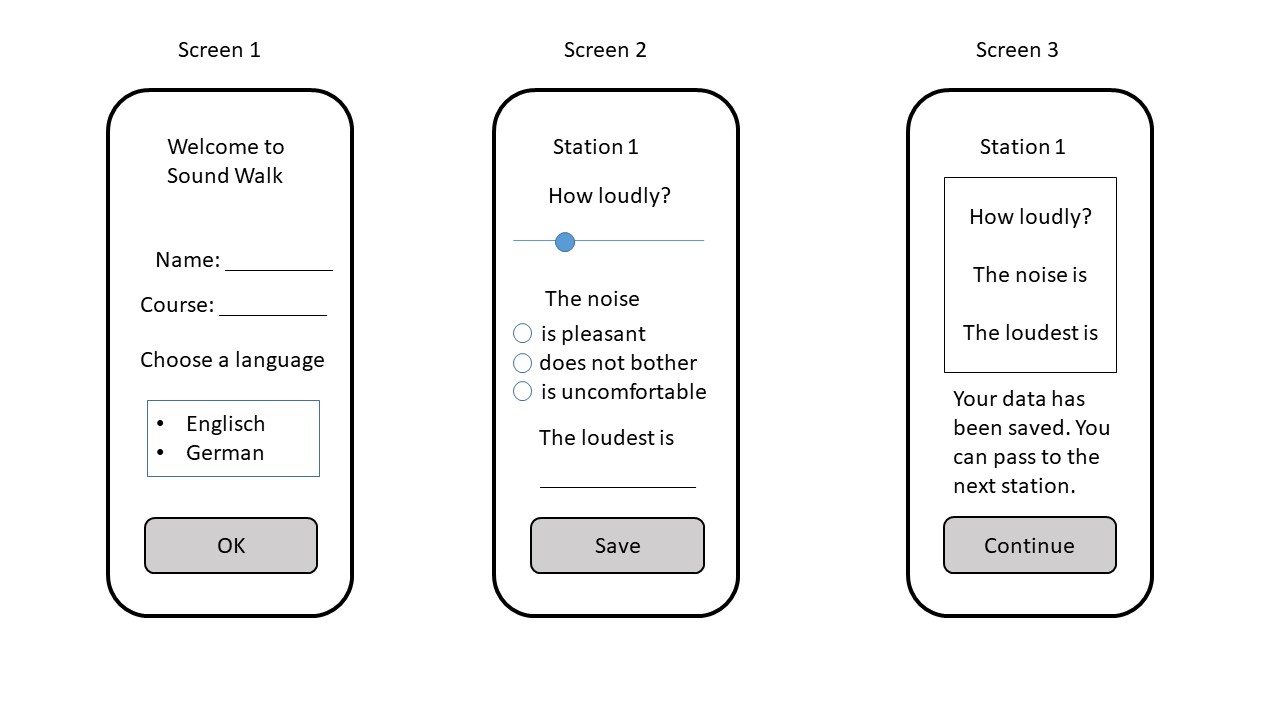 Screen 1
Welcome to
Sound Walk
Name: __________
Course: __________
Choose a language
• Englisch
• German
OK
Screen 2
Station 1
How loudly?
The noise
is pleasant
does not bother
is uncomfortable
The loudest is
Save
Screen 3
Station 1
How loudly?
The noise is
The loudest is
Your data has
been saved. You
can pass to the
next station.
Continue